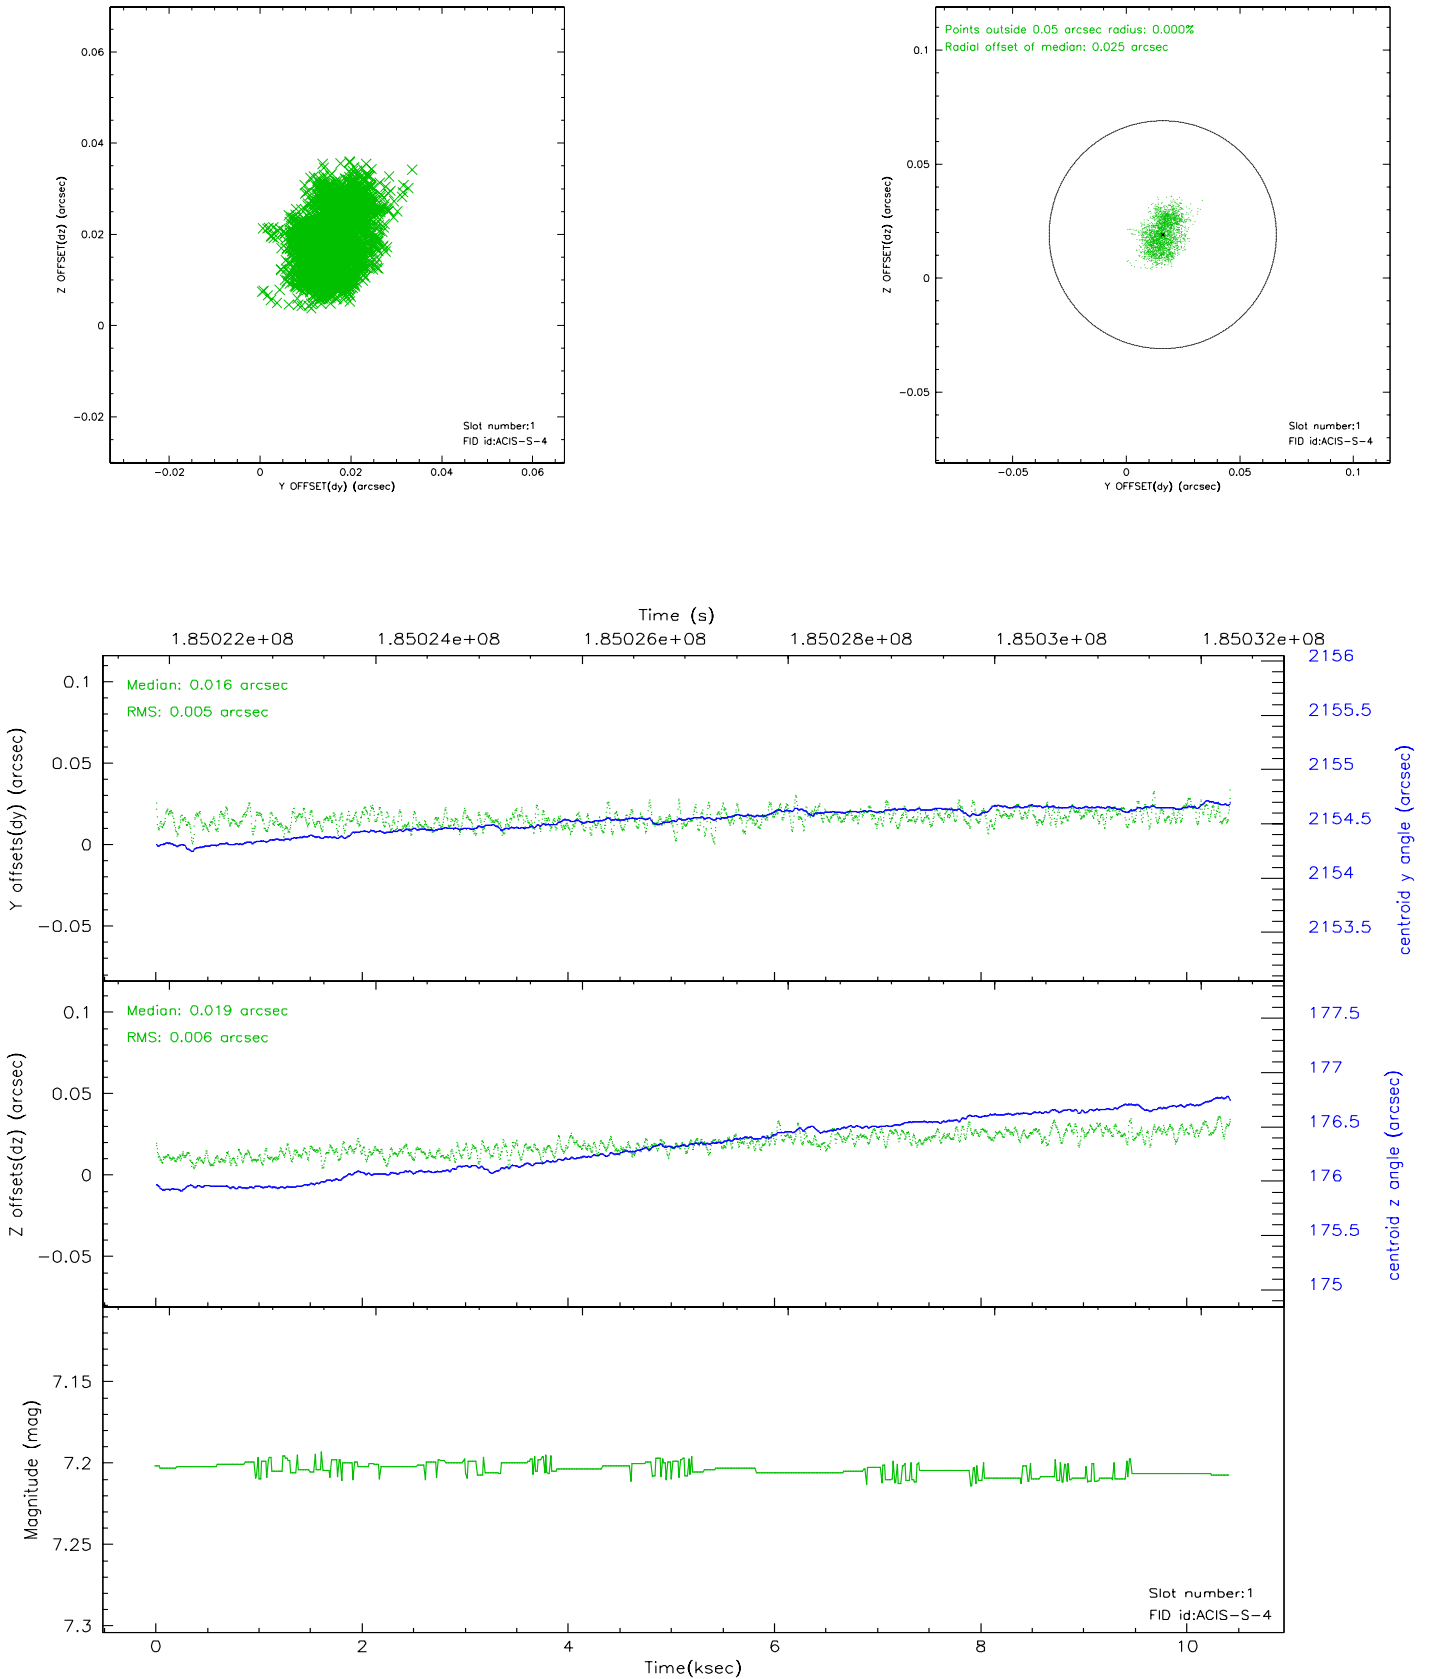 0.06
0.04
0.02
0
−0.02
Z OFFSET(dz) (arcsec)
Slot number:1
FID id:ACIS−S−4
−0.02 0 0.02 0.04 0.06
Y OFFSET(dy) (arcsec)
Points outside 0.05 arcsec radius: 0.000%
Radial offset of median: 0.025 arcsec
0.1
0.05
0
−0.05
Z OFFSET(dz) (arcsec)
Slot number:1
FID id:ACIS−S−4
−0.05 0 0.05 0.1
Y OFFSET(dy) (arcsec)
Time (s)
1.85022e+08 1.85024e+08 1.85026e+08 1.85028e+08 1.8503e+08 1.85032e+08
Median: 0.016 arcsec
RMS: 0.005 arcsec
0.1
0.05
0
−0.05
Y offsets(dy) (arcsec)
2156
2155.5
2155
2154.5
2154
2153.5
centroid y angle (arcsec)
Median: 0.019 arcsec
RMS: 0.006 arcsec
0.1
0.05
0
−0.05
Z offsets(dz) (arcsec)
177.5
177
176.5
176
175.5
175
centroid z angle (arcsec)
7.15
7.2
7.25
7.3
Magnitude (mag)
Slot number:1
FID id:ACIS−S−4
0 2 4 6 8 10
Time(ksec)